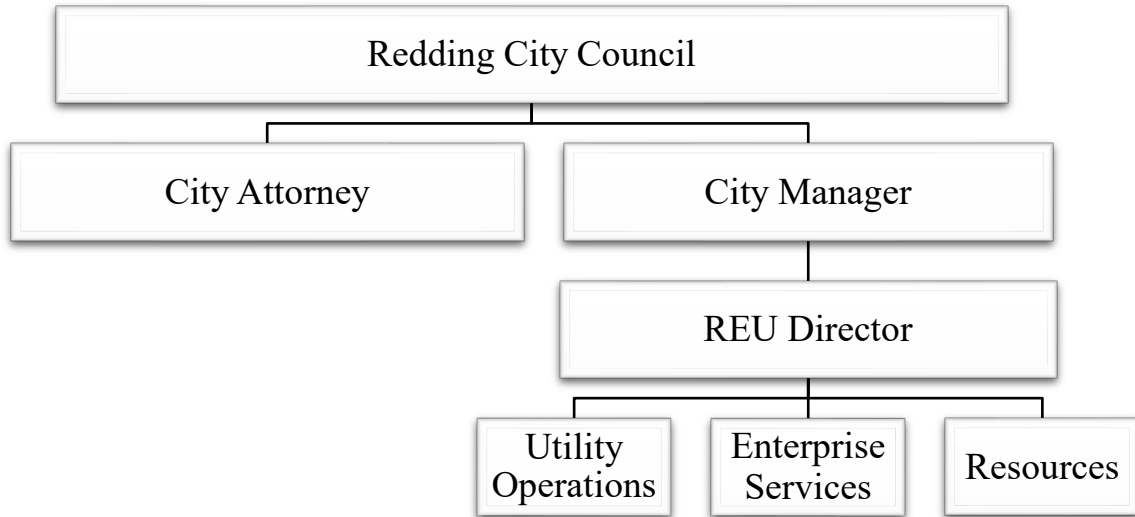 Redding City Council
City Attorney
City Manager
REU Director
Utility
Operations
Enterprise
Services
Resources